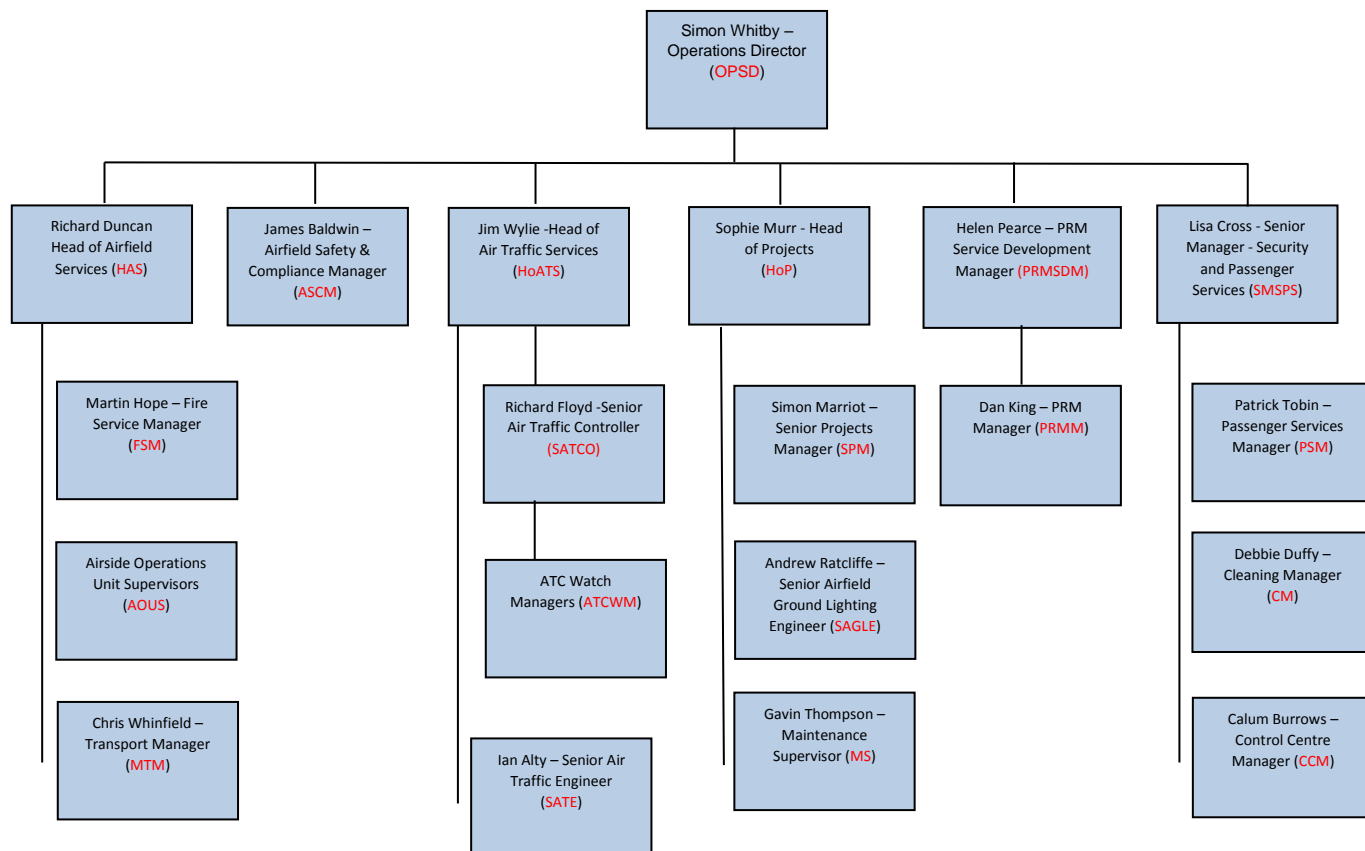 Simon Whitby –
Operations Director
(OPSD)
Richard Duncan
Head of Airfield
Services (HAS)
James Baldwin –
Airfield Safety &
Compliance Manager
(ASCM)
Jim Wylie -Head of
Air Traffic Services
(HoATS)
Sophie Murr - Head
of Projects
(HoP)
Helen Pearce – PRM
Service Development
Manager (PRMSDM)
Lisa Cross - Senior
Manager - Security
and Passenger
Services (SMSPS)
Martin Hope – Fire
Service Manager
(FSM)
Richard Floyd -Senior
Air Traffic Controller
(SATCO)
Simon Marriot –
Senior Projects
Manager (SPM)
Dan King – PRM
Manager (PRMM)
Patrick Tobin –
Passenger Services
Manager (PSM)
Airside Operations
Unit Supervisors
(AOUS)
ATC Watch
Managers (ATCWM)
Andrew Ratcliffe –
Senior Airfield
Ground Lighting
Engineer (SAGLE)
Debbie Duffy –
Cleaning Manager
(CM)
Chris Whinfield –
Transport Manager
(MTM)
Ian Alty – Senior Air
Traffic Engineer
(SATE)
Gavin Thompson –
Maintenance
Supervisor (MS)
Calum Burrows –
Control Centre
Manager (CCM)